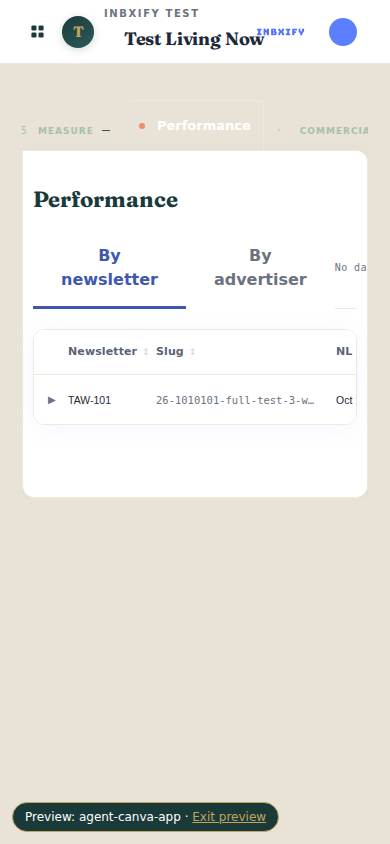 INBXIFY TEST
T
Test Living Now
INBXIFY
5 MEASURE —
Performance
· COMMERCIA
Performance
By newsletter
By advertiser
No da
Newsletter ↕ Slug ↕ NL
▶ TAW-101 26-1010101-full-test-3-w… Oct
Preview: agent-canva-app · Exit preview